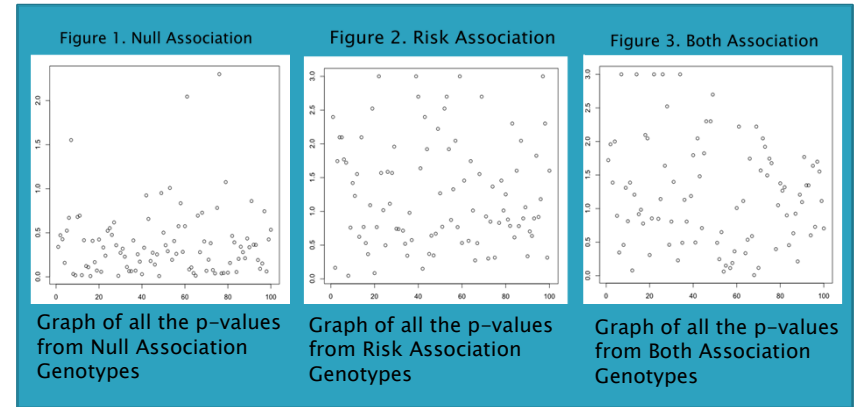 Figure 1. Null Association
Figure 2. Risk Association
Figure 3. Both Association
2.0
1.5
1.0
0.5
0.0
0 20 40 60 80 100
3.0
2.5
2.0
1.5
1.0
0.5
0.0
0 20 40 60 80 100
3.0
2.5
2.0
1.5
1.0
0.5
0.0
0 20 40 60 80 100
Graph of all the p-values
from Null Association
Genotypes
Graph of all the p-values
from Risk Association
Genotypes
Graph of all the p-values
from Both Association
Genotypes